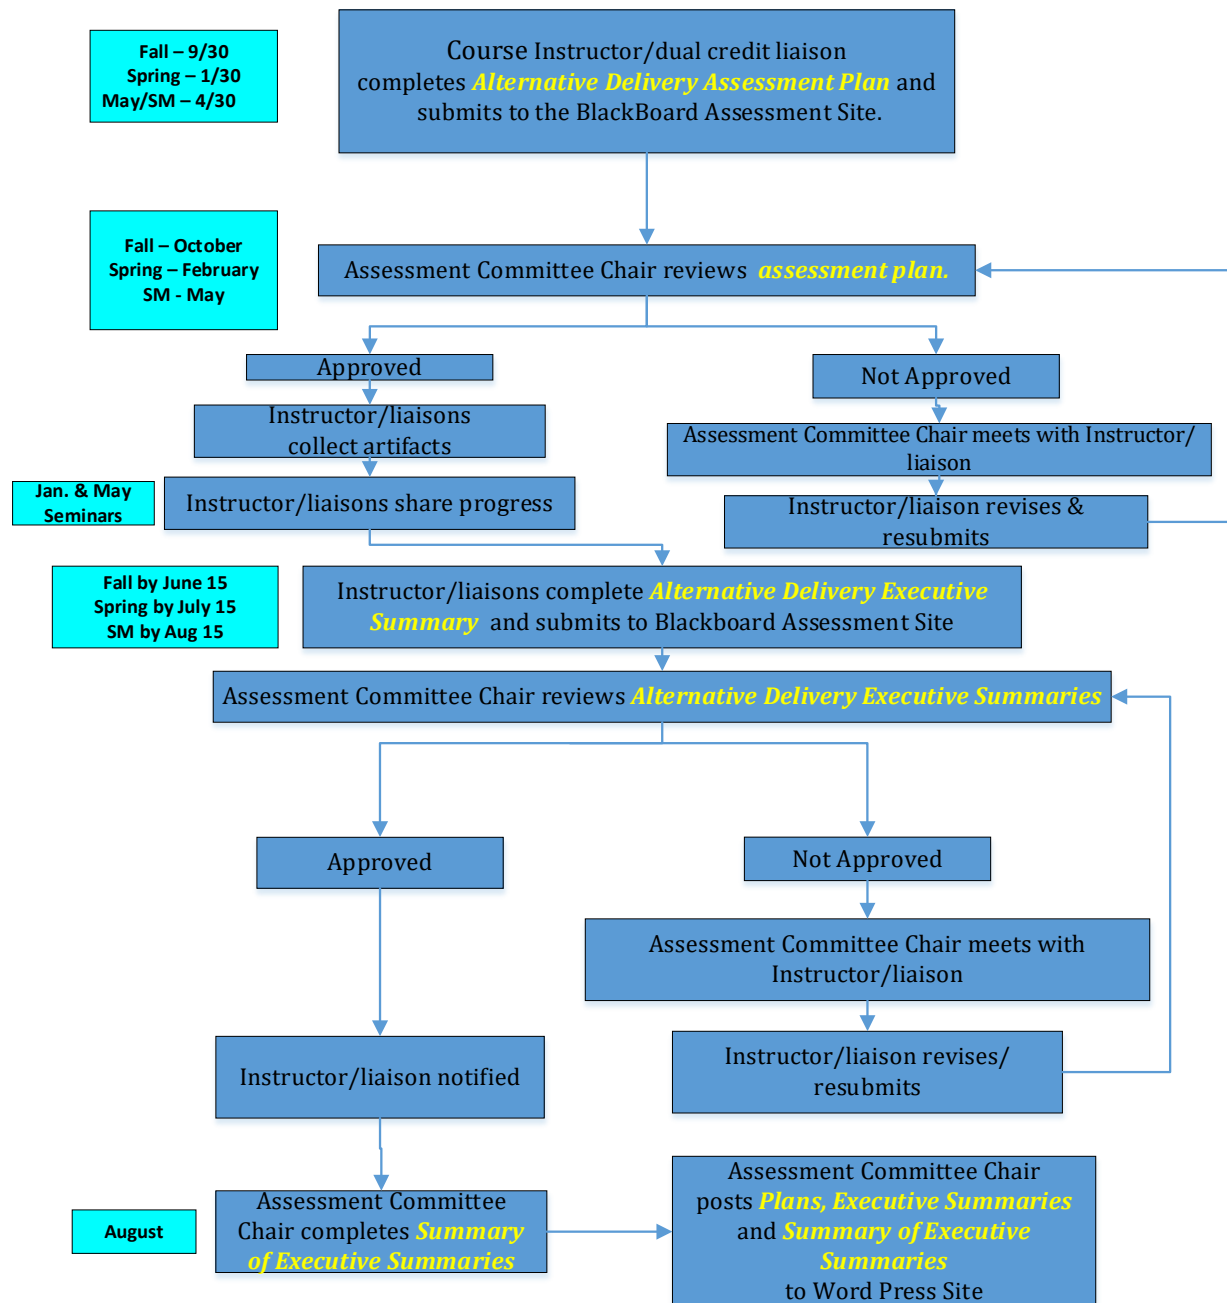 Fall – 9/30
Spring – 1/30
May/SM – 4/30
Course Instructor/dual credit liaison
completes Alternative Delivery Assessment Plan and
submits to the BlackBoard Assessment Site.
Fall – October
Spring – February
SM - May
Assessment Committee Chair reviews assessment plan.
Approved
Not Approved
Instructor/liaisons
collect artifacts
Assessment Committee Chair meets with Instructor/
liaison
Jan. & May
Seminars
Instructor/liaisons share progress
Instructor/liaison revises &
resubmits
Fall by June 15
Spring by July 15
SM by Aug 15
Instructor/liaisons complete Alternative Delivery Executive
Summary and submits to Blackboard Assessment Site
Assessment Committee Chair reviews Alternative Delivery Executive Summaries
Approved
Not Approved
Assessment Committee Chair meets with
Instructor/liaison
Instructor/liaison notified
Instructor/liaison revises/
resubmits
August
Assessment Committee
Chair completes Summary
of Executive Summaries
Assessment Committee Chair
posts Plans, Executive Summaries
and Summary of Executive
Summaries
to Word Press Site